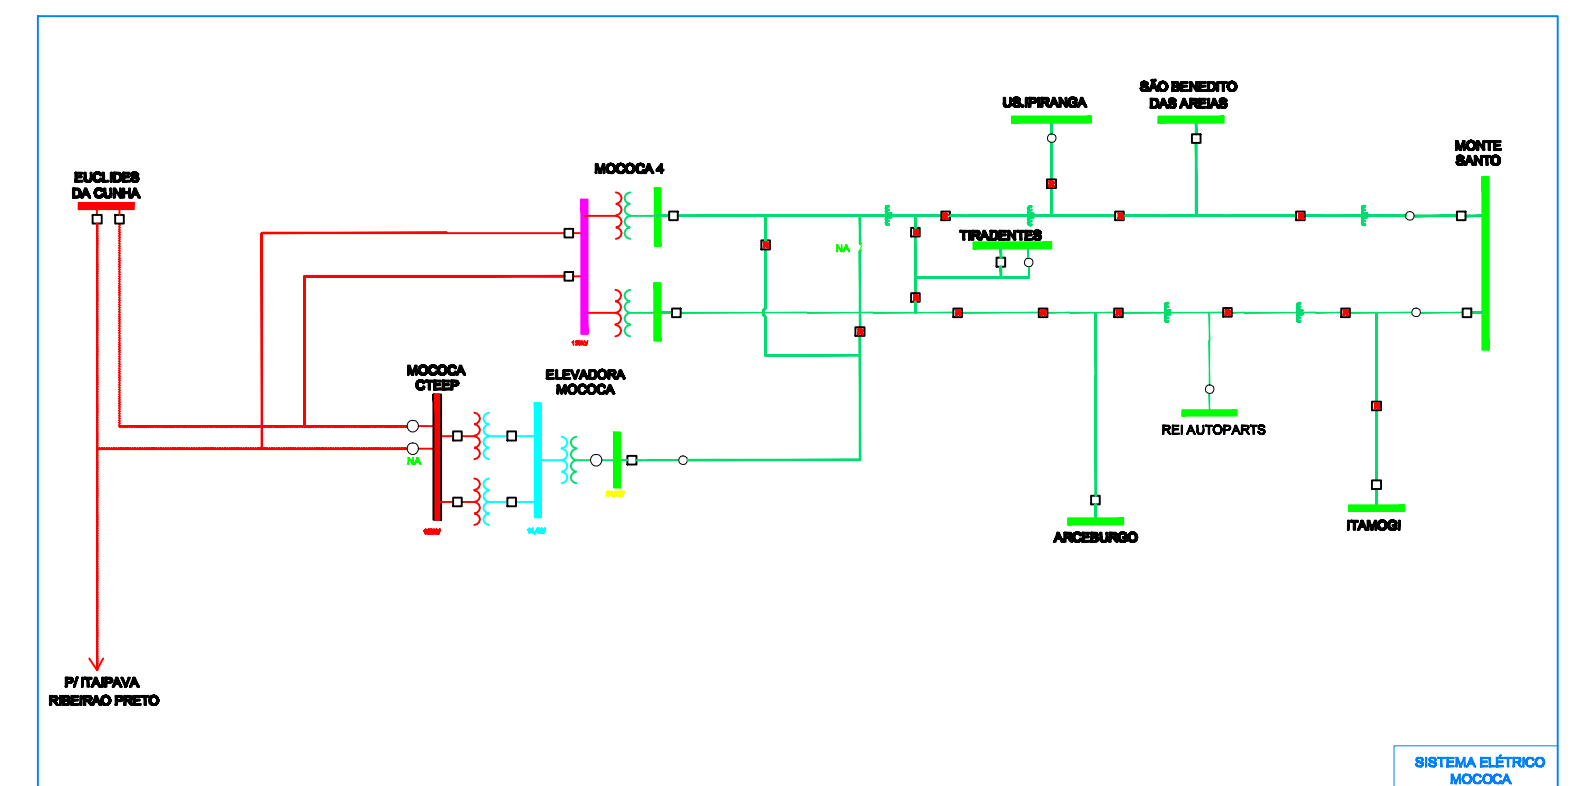 SÃO BENEDITO
DAS AREIAS
US.IPIRANGA
MONTE
SANTO
MOCOCA 4
EUCLIDES
DA CUNHA
TIRADENTES
NA
MOCOCA
CTEEP
ELEVADORA
MOCOCA
REI AUTOPARTS
NA
ITAMOGI
ARCEBURGO
P/ ITAIPAVA
RIBEIRAO PRETO
SISTEMA ELÉTRICO
MOCOCA